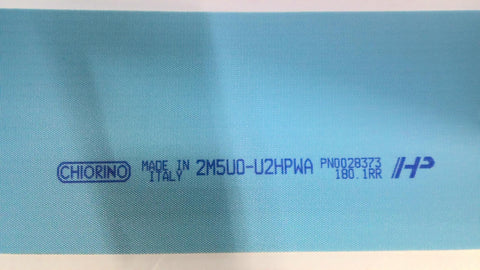 CHIORINO
MADE IN
ITALY
2M5U0-U2HPWA
PN0028373
180.1RR
HP